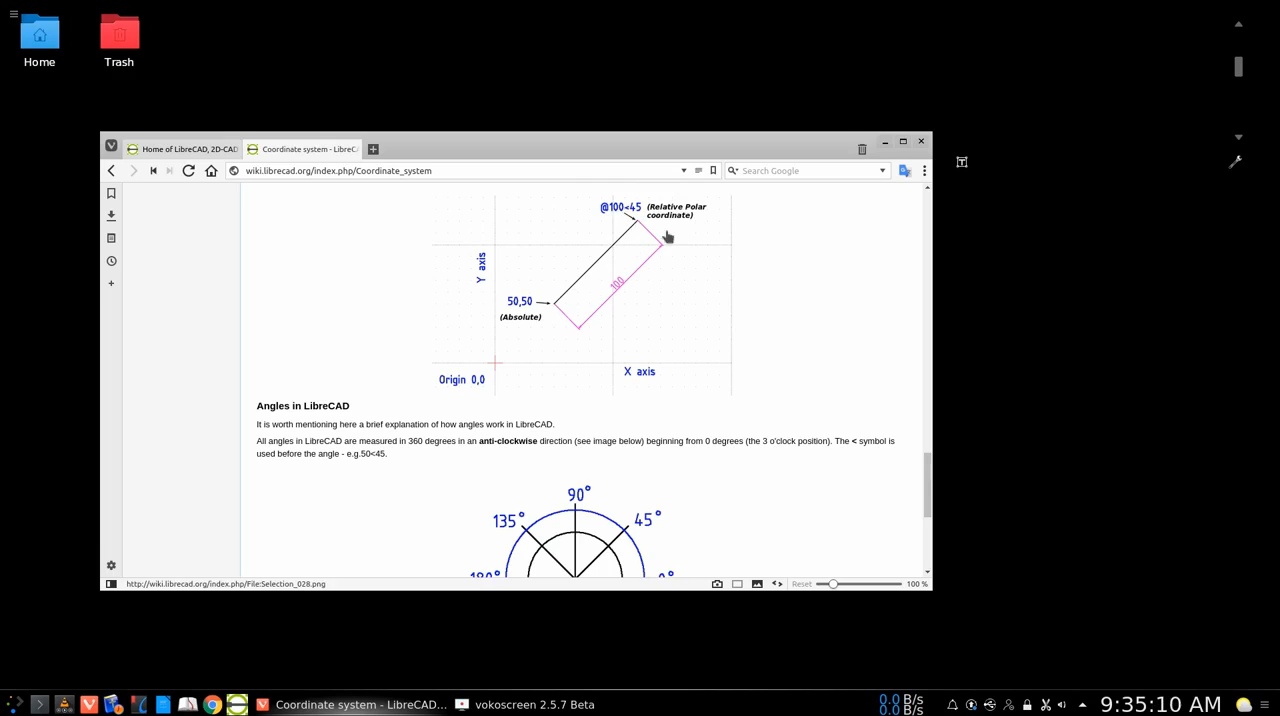 Home
Trash
Home of LibreCAD, 2D-CAD
Coordinate system - LibreC
wiki.librecad.org/index.php/Coordinate_system
Search Google
@100<45
(Relative Polar
coordinate)
Y axis
100
50,50
(Absolute)
X axis
Origin 0,0
Angles in LibreCAD
It is worth mentioning here a brief explanation of how angles work in LibreCAD.
All angles in LibreCAD are measured in 360 degrees in an anti-clockwise direction (see image below) beginning from 0 degrees (the 3 o'clock position). The < symbol is
used before the angle - e.g.50<45.
90°
135°
45°
180°
0°
http://wiki.librecad.org/index.php/File:Selection_028.png
Reset
100 %
Coordinate system - LibreCAD...
vokoscreen 2.5.7 Beta
0.0 B/s
0.0 B/s
9:35:10 AM